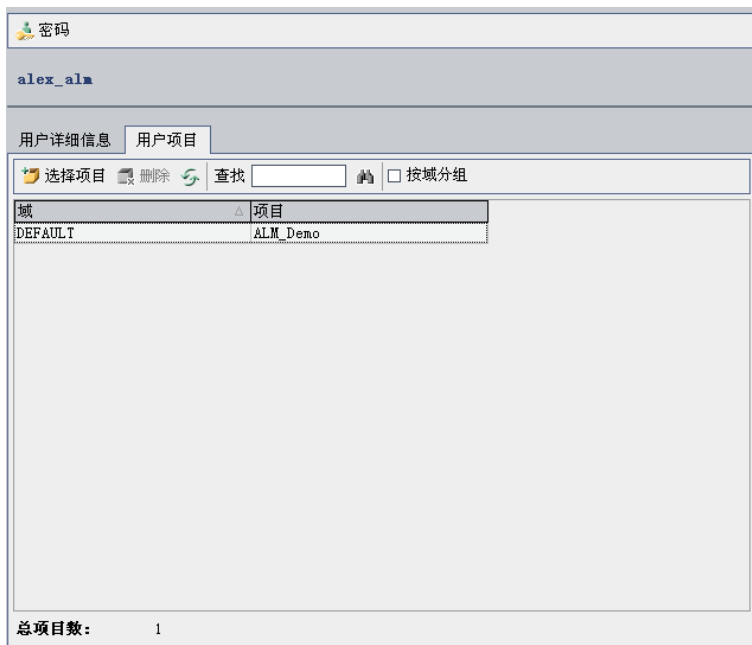 密码
alex_alm
用户详细信息 用户项目
选择项目 删除 查找 按域分组
域 项目
DEFAULT ALM_Demo
总项目数: 1